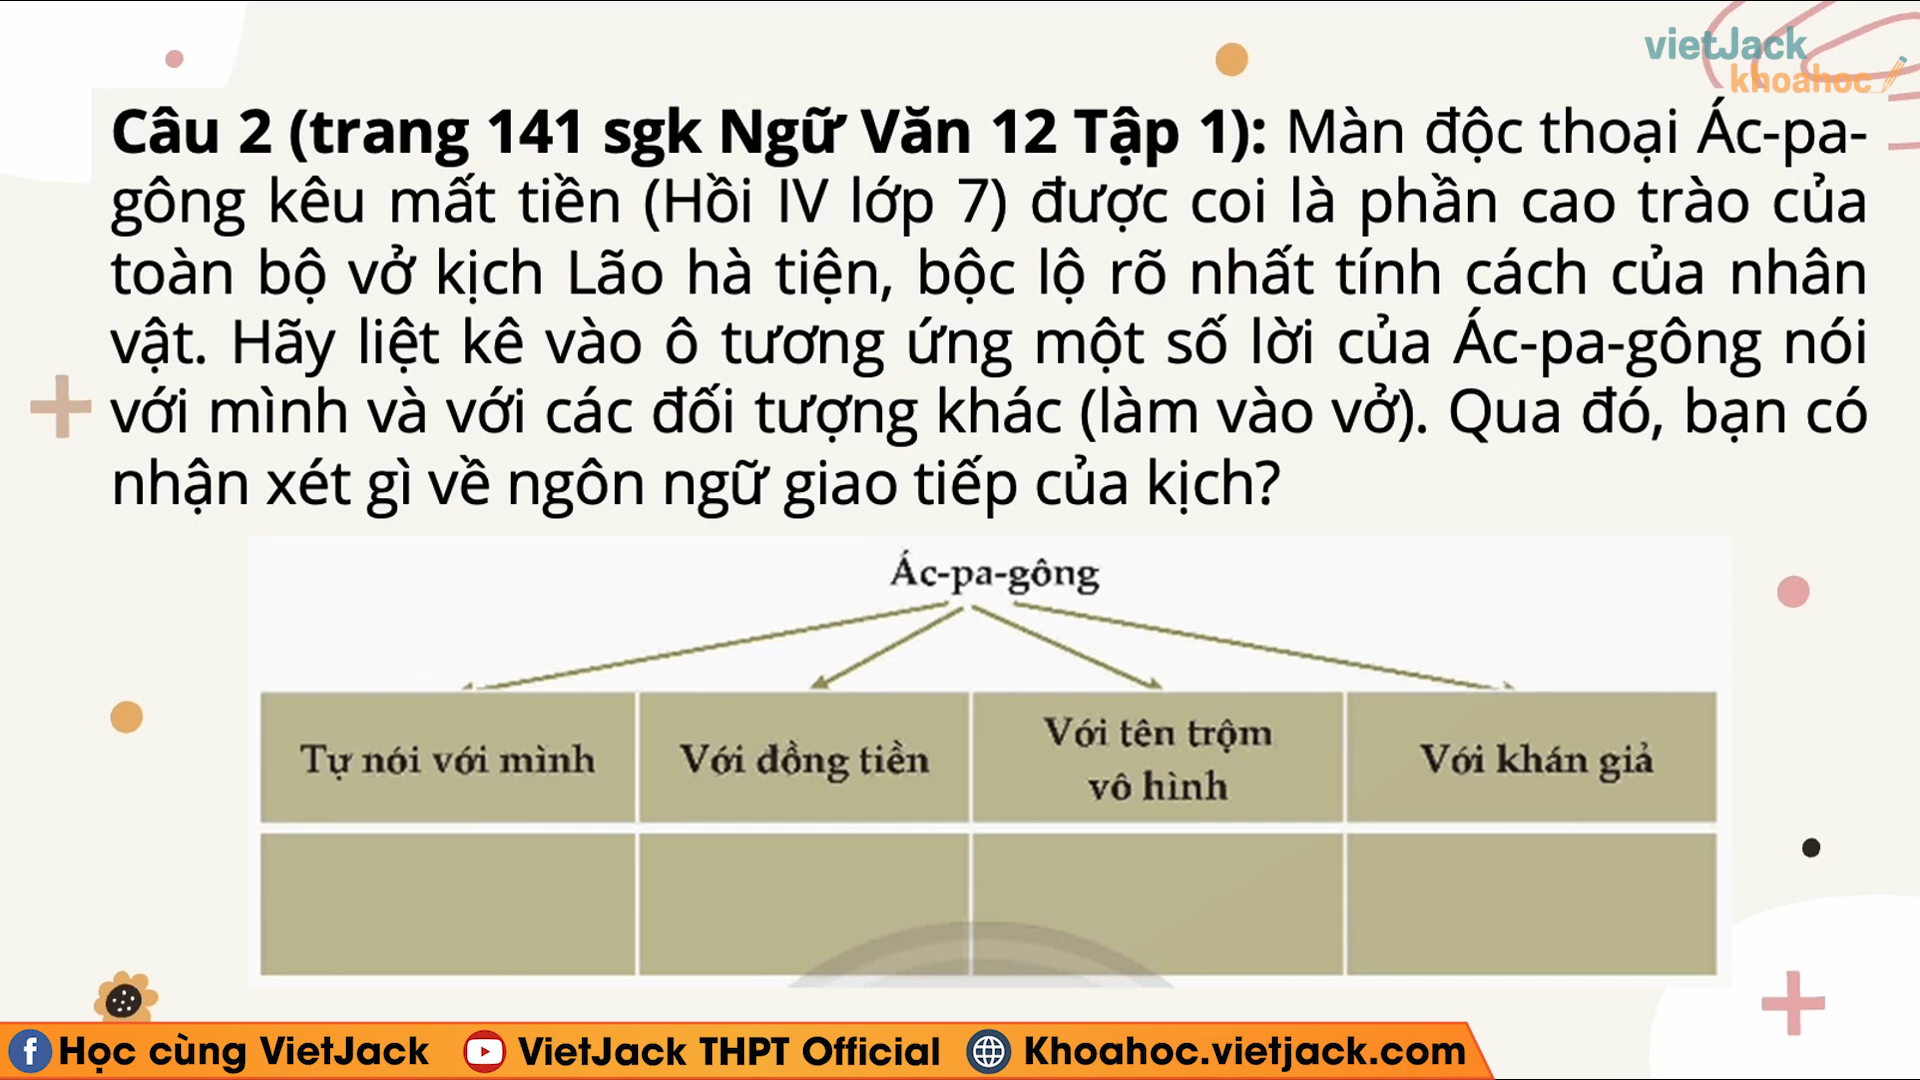 vietJack
khoahoc
Câu 2 (trang 141 sgk Ngữ Văn 12 Tập 1): Màn độc thoại Ác-pa-
gông kêu mất tiền (Hồi IV lớp 7) được coi là phần cao trào của
toàn bộ vở kịch Lão hà tiện, bộc lộ rõ nhất tính cách của nhân
vật. Hãy liệt kê vào ô tương ứng một số lời của Ác-pa-gông nói
với mình và với các đối tượng khác (làm vào vở). Qua đó, bạn có
nhận xét gì về ngôn ngữ giao tiếp của kịch?
Ác-pa-gông
Tự nói với mình
Với đồng tiền
Với tên trộm
vô hình
Với khán giả
Học cùng VietJack
VietJack THPT Official
Khoahoc.vietjack.com